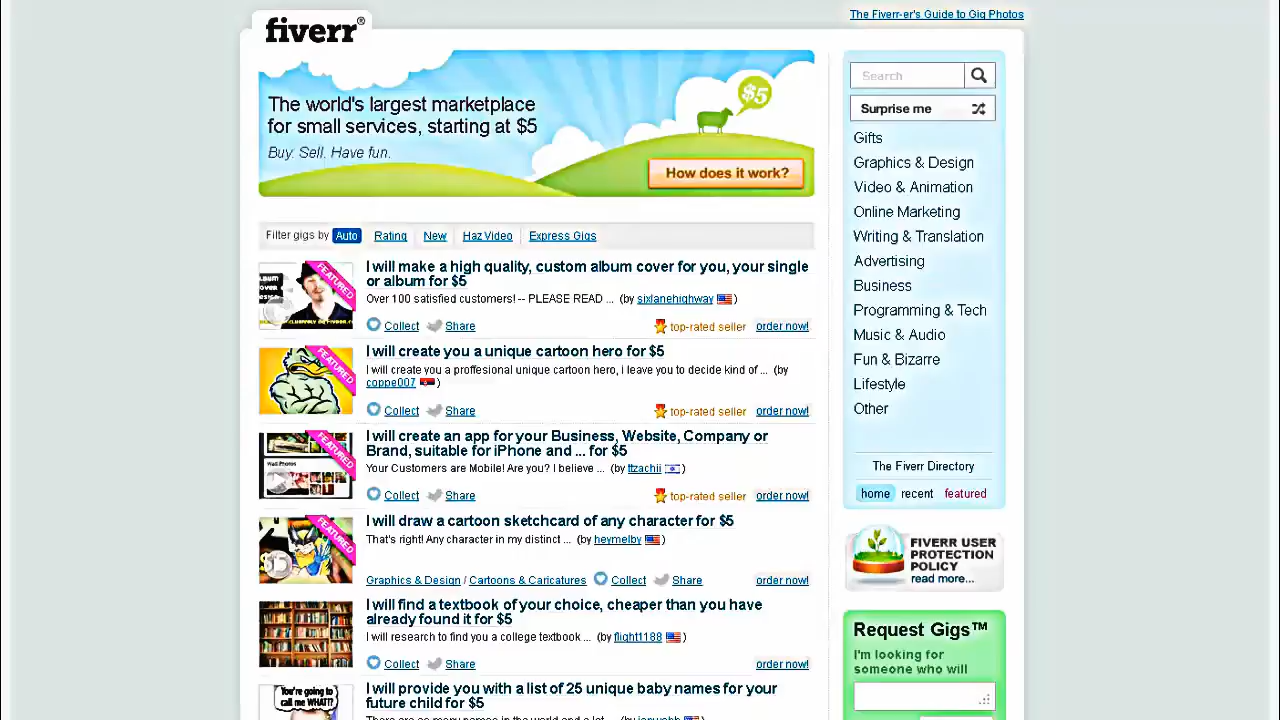 fiverr®
The Fiverr-er's Guide to Gig Photos
The world's largest marketplace
for small services, starting at $5
Buy. Sell. Have fun.
$5
How does it work?
Search
Surprise me
Gifts
Graphics & Design
Video & Animation
Online Marketing
Writing & Translation
Advertising
Business
Programming & Tech
Music & Audio
Fun & Bizarre
Lifestyle
Other
The Fiverr Directory
home recent featured
FIVERR USER
PROTECTION
POLICY
read more...
Request Gigs™
I'm looking for
someone who will
Filter gigs by Auto Rating New Haz Video Express Gigs
FEATURED
I will make a high quality, custom album cover for you, your single
or album for $5
Over 100 satisfied customers! -- PLEASE READ ... (by sixlanehighway )
Collect Share top-rated seller order now!
FEATURED
I will create you a unique cartoon hero for $5
I will create you a proffesional unique cartoon hero, i leave you to decide kind of ... (by
coppe007 )
Collect Share top-rated seller order now!
FEATURED
I will create an app for your Business, Website, Company or
Brand, suitable for iPhone and ... for $5
Your Customers are Mobile! Are you? I believe ... (by ttzachii )
Collect Share top-rated seller order now!
FEATURED
I will draw a cartoon sketchcard of any character for $5
That's right! Any character in my distinct ... (by heymelby )
Graphics & Design / Cartoons & Caricatures Collect Share order now!
I will find a textbook of your choice, cheaper than you have
already found it for $5
I will research to find you a college textbook ... (by flight1188 )
Collect Share order now!
You're going to
call me WHAT!?
I will provide you with a list of 25 unique baby names for your
future child for $5